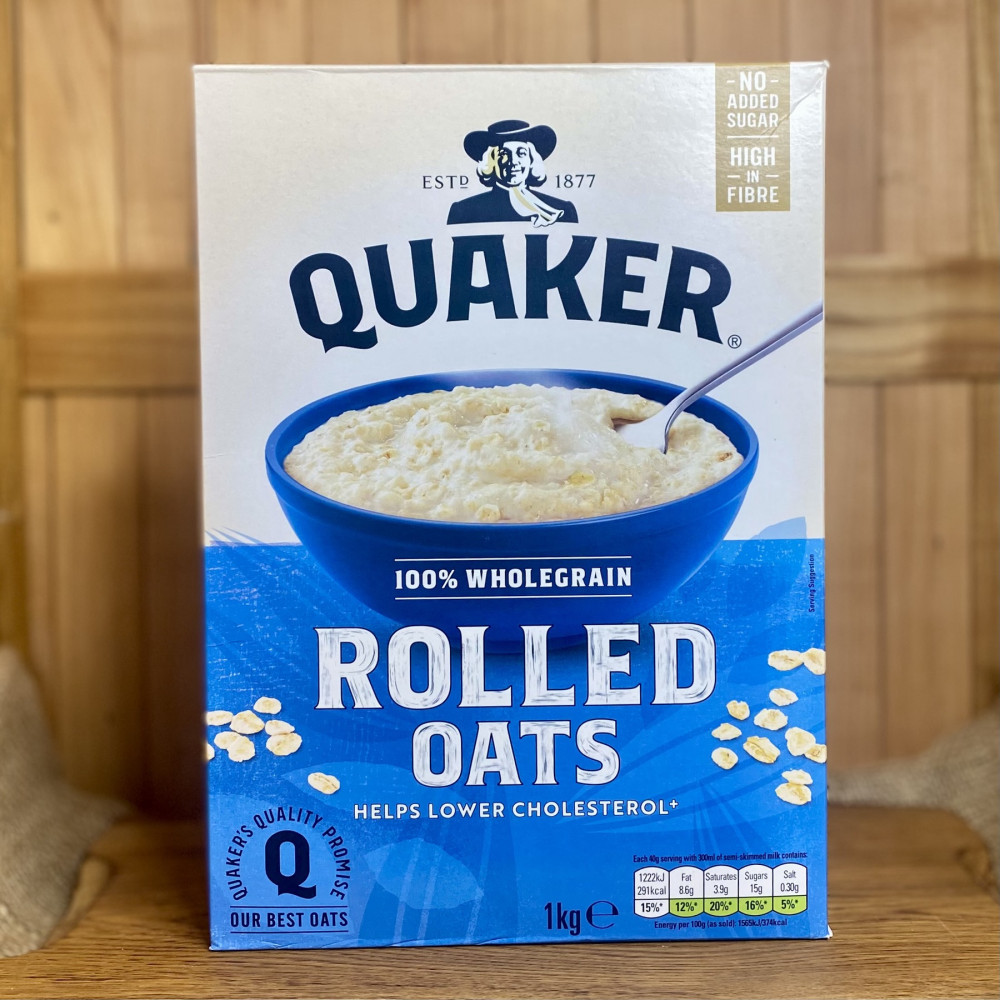 - NO -
ADDED
SUGAR
HIGH
- IN -
FIBRE
ESTD 1877
QUAKER®
100% WHOLEGRAIN
Serving Suggestion
ROLLED
OATS
HELPS LOWER CHOLESTEROL+
QUAKER'S QUALITY PROMISE
Q
OUR BEST OATS
1kg ℮
Each 40g serving with 300ml of semi-skimmed milk contains:
1222kJ Fat Saturates Sugars Salt
291kcal 8.6g 3.9g 15g 0.30g
15%* 12%* 20%* 16%* 5%*
Energy per 100g (as sold): 1565kJ/374kcal